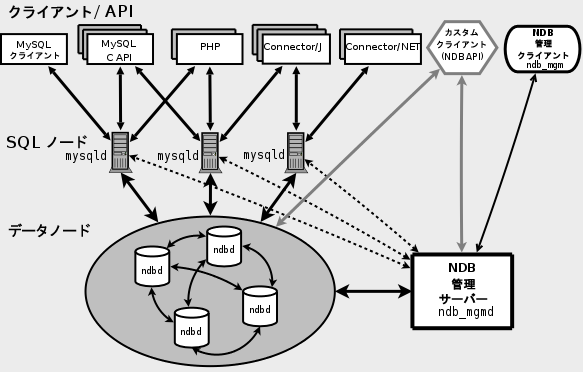 クライアント/ API
MySQL
クライアント
MySQL
C API
PHP
Connector/J
Connector/NET
カスタム
クライアント
(NDBAPI)
NDB
管理
クライアント
ndb_mgm
SQL ノード
mysqld
mysqld
mysqld
データノード
ndbd
ndbd
ndbd
ndbd
NDB
管理
サーバー
ndb_mgmd